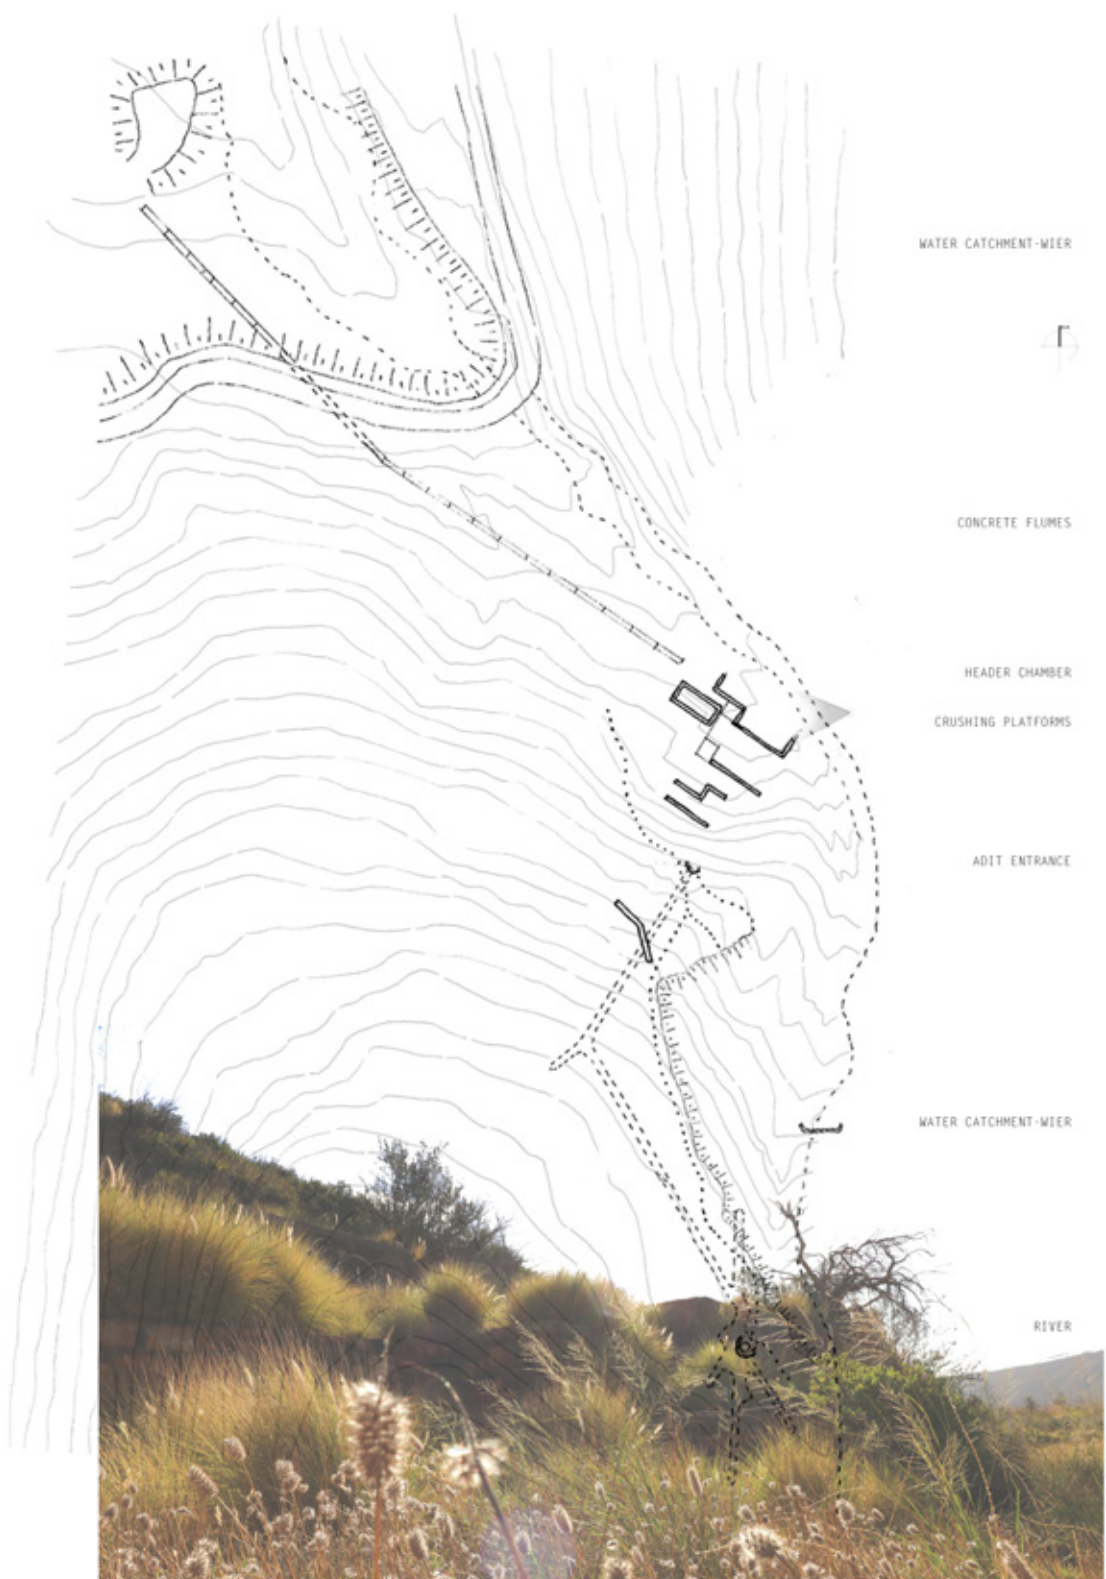 WATER CATCHMENT-WIER
CONCRETE FLUMES
HEADER CHAMBER
CRUSHING PLATFORMS
ADIT ENTRANCE
WATER CATCHMENT-WIER
RIVER